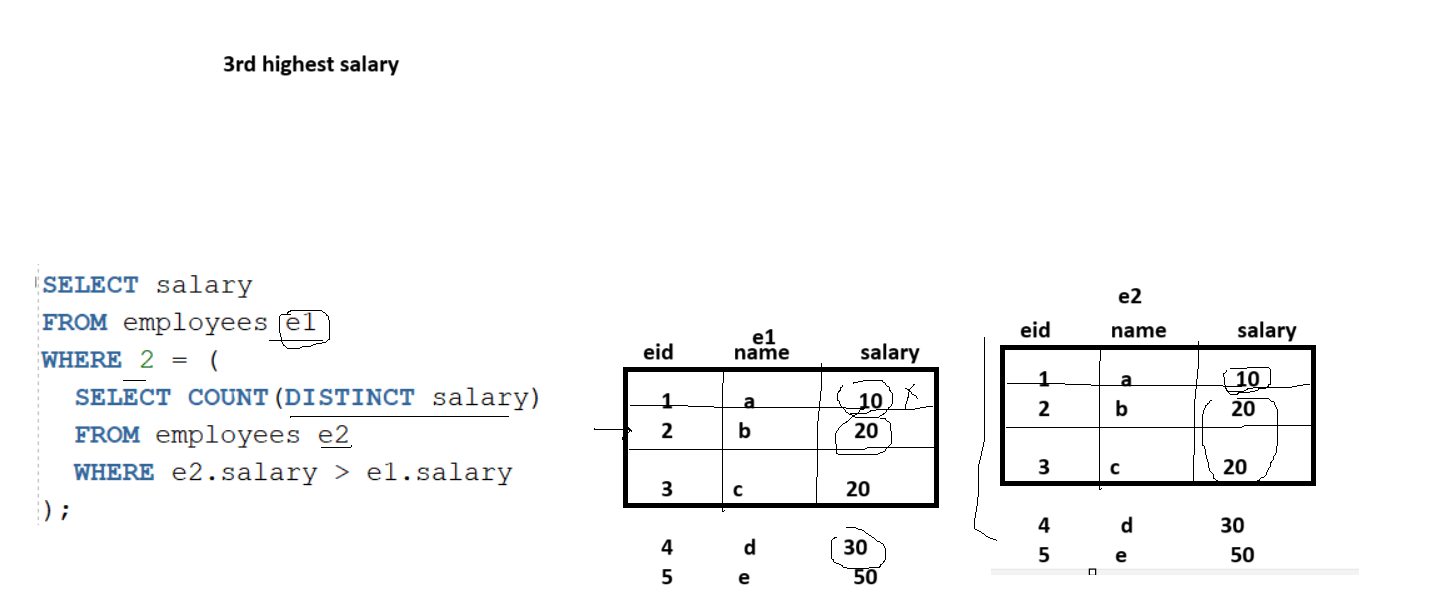 3rd highest salary
SELECT salary
FROM employees e1
WHERE 2 = (
SELECT COUNT(DISTINCT salary)
FROM employees e2
WHERE e2.salary > e1.salary
);
e1
eid name salary
1 a 10 X
2 b 20
3 c 20
4 d 30
5 e 50
e2
eid name salary
1 a 10
2 b 20
3 c 20
4 d 30
5 e 50